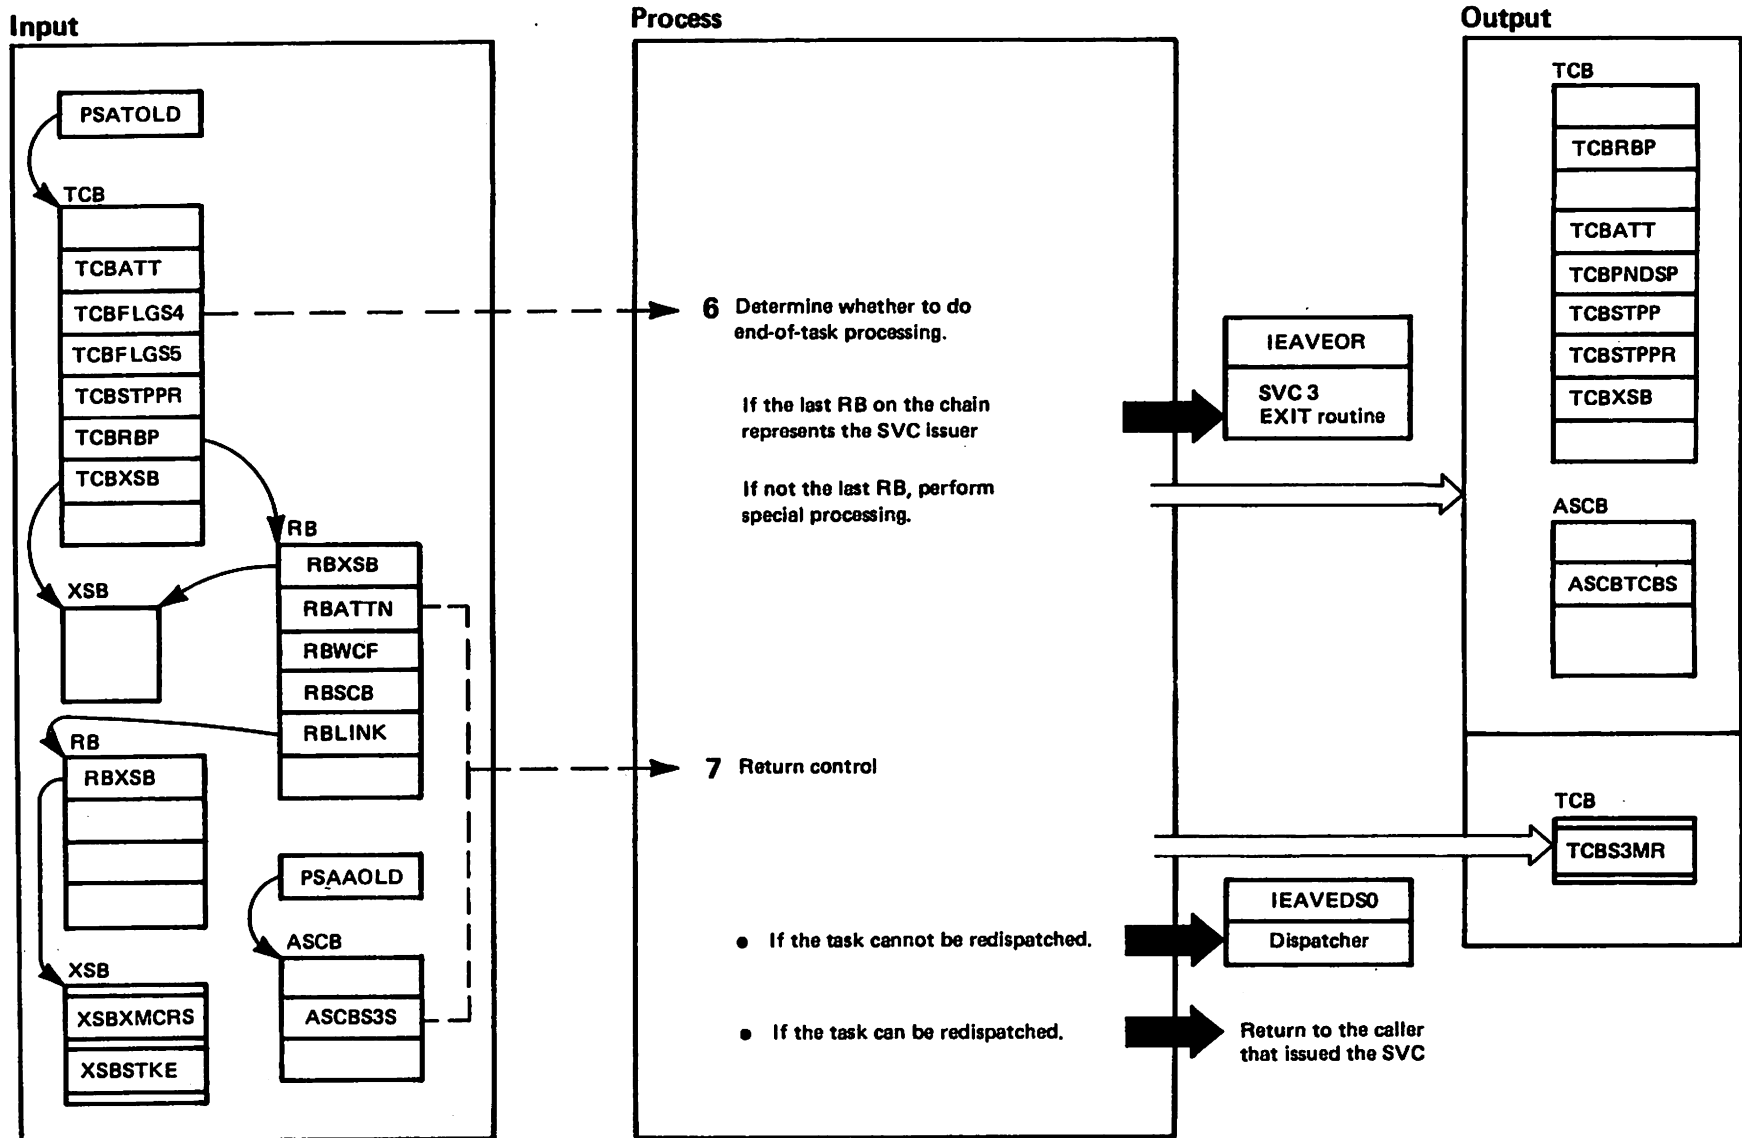 Input
PSATOLD
TCB
TCBATT
TCBFLGS4
TCBFLGS5
TCBSTPPR
TCBRBP
TCBXSB
XSB
RB
RBXSB
RBATTN
RBWCF
RBSCB
RBLINK
RB
RBXSB
XSB
XSBXMCRS
XSBSTKE
PSAAOLD
ASCB
ASCBS3S
Process
6 Determine whether to do
end-of-task processing.
If the last RB on the chain
represents the SVC issuer
If not the last RB, perform
special processing.
IEAVEOR
SVC 3
EXIT routine
7 Return control
• If the task cannot be redispatched.
IEAVEDS0
Dispatcher
• If the task can be redispatched.
Return to the caller
that issued the SVC
Output
TCB
TCBRBP
TCBATT
TCBPNDSP
TCBSTPP
TCBSTPPR
TCBXSB
ASCB
ASCBTCBS
TCB
TCBS3MR